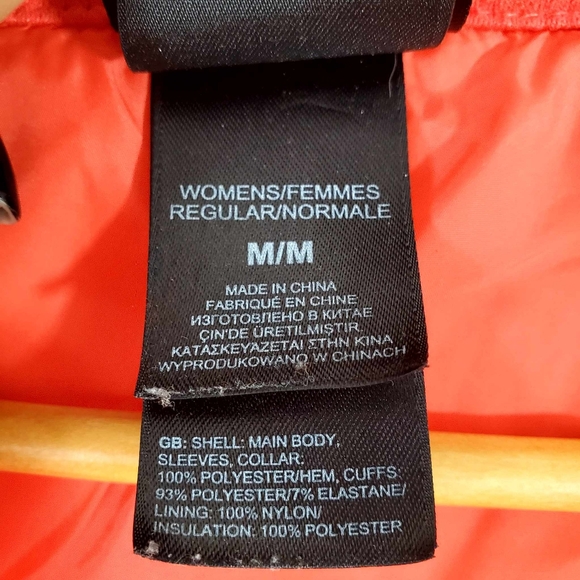 WOMENS/FEMMES
REGULAR/NORMALE
M/M
MADE IN CHINA
FABRIQUÉ EN CHINE
ИЗГОТОВЛЕНО В КИТАЕ
ÇIN'DE ÜRETILMIŞTIR.
ΚΑΤΑΣΚΕΥΑΖΕΤΑΙ ΣΤΗΝ ΚΙΝΑ
WYPRODUKOWANO W CHINACH
GB: SHELL: MAIN BODY,
SLEEVES, COLLAR:
100% POLYESTER/HEM, CUFFS:
93% POLYESTER/7% ELASTANE/
LINING: 100% NYLON/
INSULATION: 100% POLYESTER